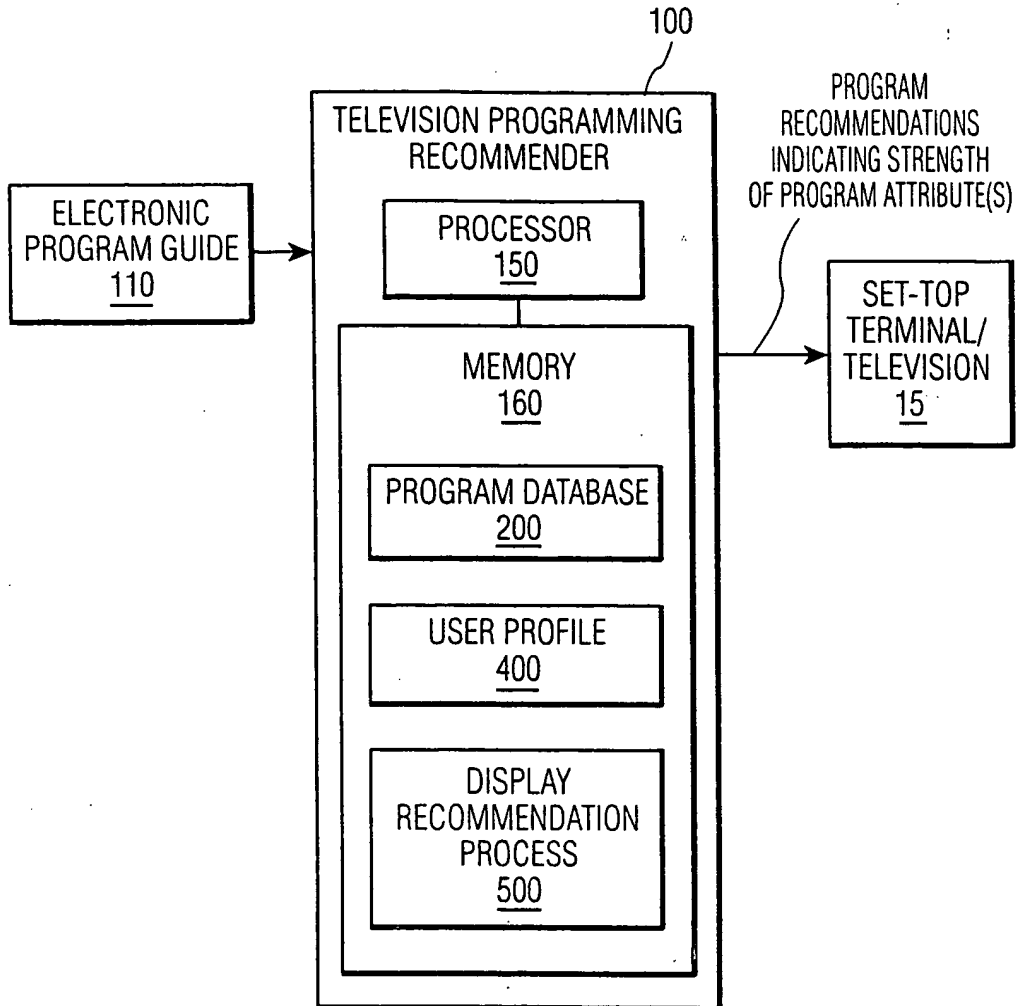 100
TELEVISION PROGRAMMING
RECOMMENDER
PROGRAM
RECOMMENDATIONS
INDICATING STRENGTH
OF PROGRAM ATTRIBUTE(S)
ELECTRONIC
PROGRAM GUIDE
110
PROCESSOR
150
SET-TOP
TERMINAL/
TELEVISION
15
MEMORY
160
PROGRAM DATABASE
200
USER PROFILE
400
DISPLAY
RECOMMENDATION
PROCESS
500